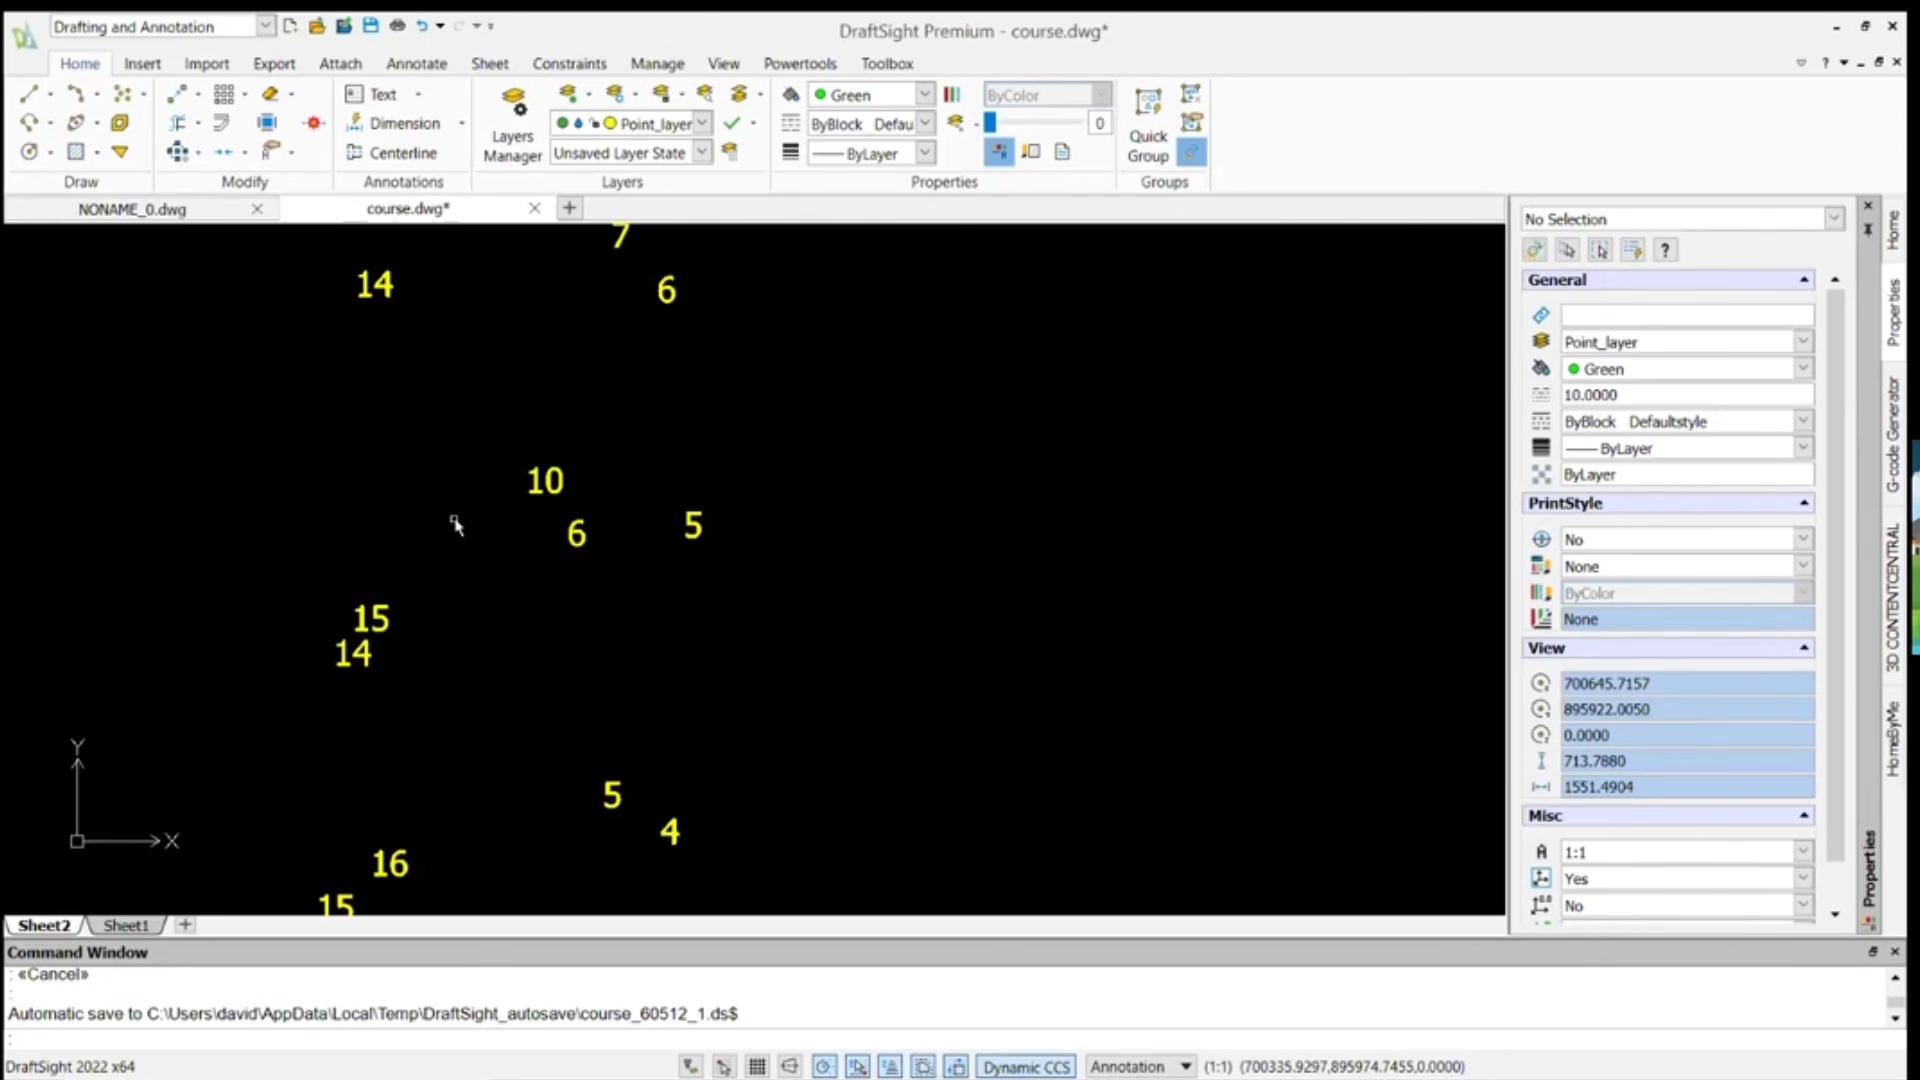 Drafting and Annotation
DraftSight Premium - course.dwg*
Home Insert Import Export Attach Annotate Sheet Constraints Manage View Powertools Toolbox
?
Text
Dimension
Centerline
Layers
Manager
Point_layer
Unsaved Layer State
Green
ByBlock Defau
ByLayer
ByColor
0
Quick
Group
Draw Modify Annotations Layers Properties Groups
NONAME_0.dwg
course.dwg*
7
14
6
10
6
5
15
14
5
4
16
15
Y
X
No Selection
?
General
Point_layer
Green
10.0000
ByBlock Defaultstyle
ByLayer
ByLayer
PrintStyle
No
None
ByColor
None
View
700645.7157
895922.0050
0.0000
713.7880
1551.4904
Misc
1:1
Yes
No
Home
Properties
G-code Generator
3D CONTENTCENTRAL
HomeByMe
Properties
Sheet2 Sheet1
Command Window
: «Cancel»
:
Automatic save to C:\Users\david\AppData\Local\Temp\DraftSight_autosave\course_60512_1.ds$
:
DraftSight 2022 x64
Dynamic CCS
Annotation
(1:1)
(700335.9297,895974.7455,0.0000)